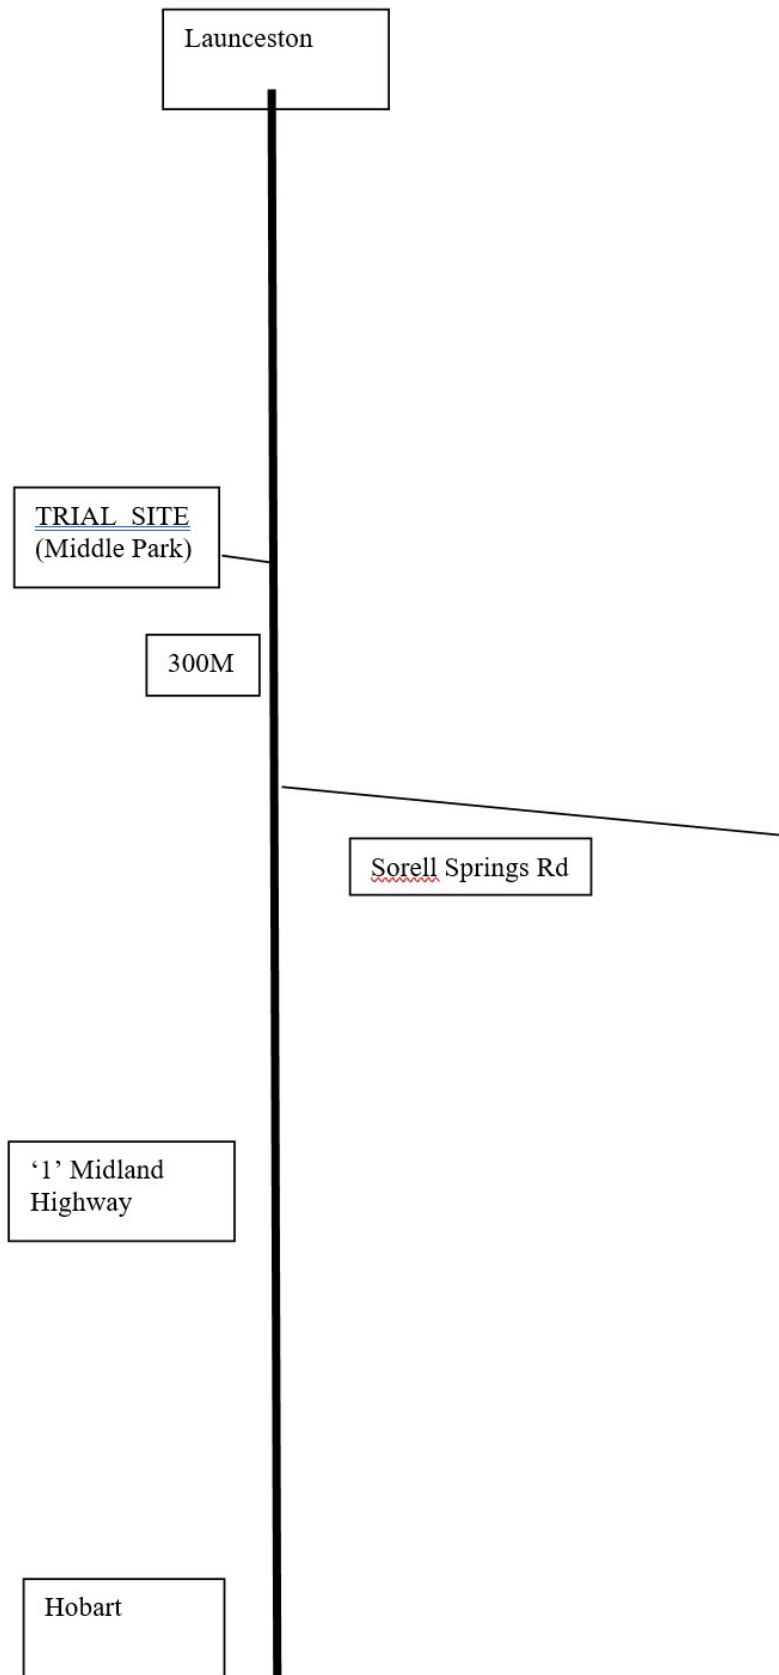 Launceston
TRIAL SITE
(Middle Park)
300M
Sorell Springs Rd
‘1’ Midland
Highway
Hobart